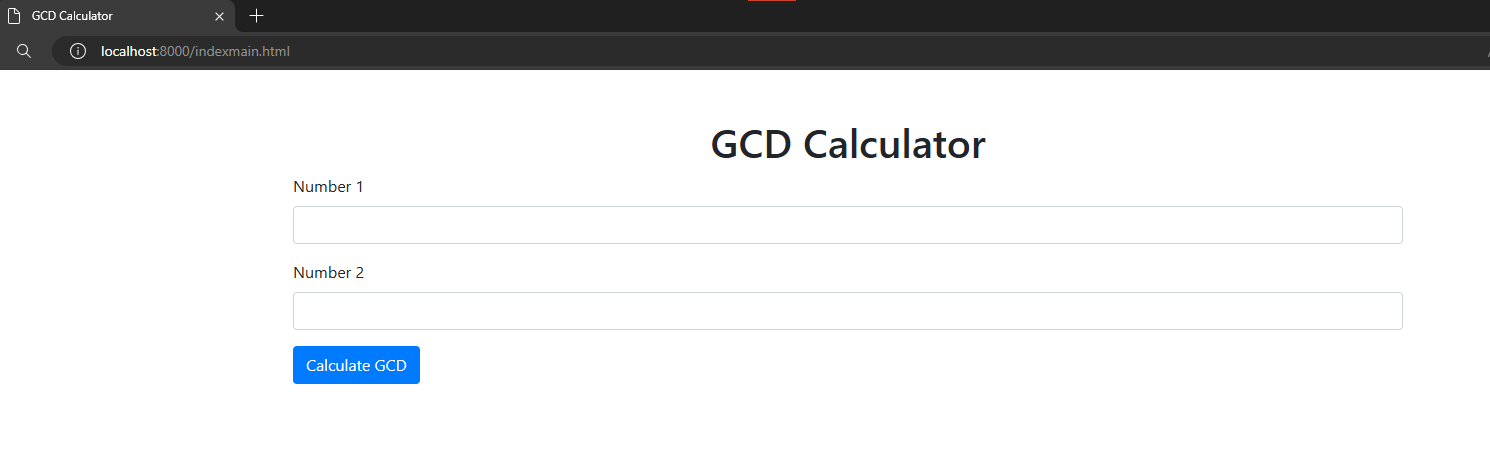 GCD Calculator
localhost:8000/indexmain.html
GCD Calculator
Number 1
Number 2
Calculate GCD